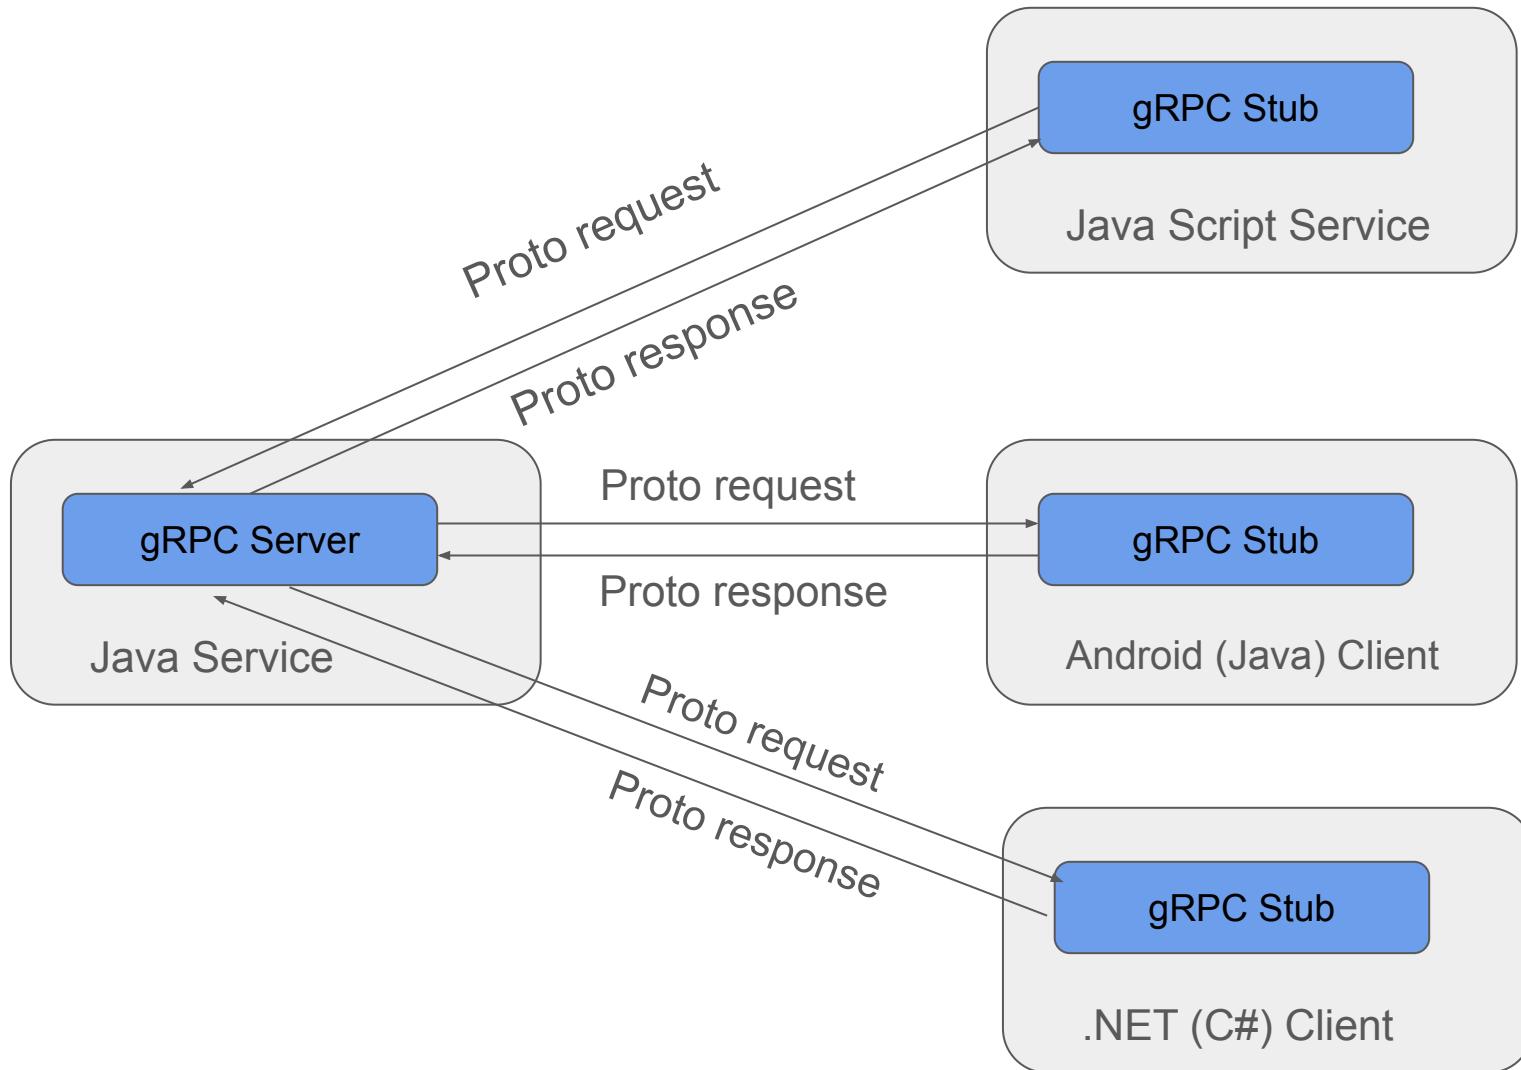 gRPC Stub
Java Script Service
Proto request
Proto response
gRPC Server
Java Service
Proto request
Proto response
gRPC Stub
Android (Java) Client
Proto request
Proto response
gRPC Stub
.NET (C#) Client